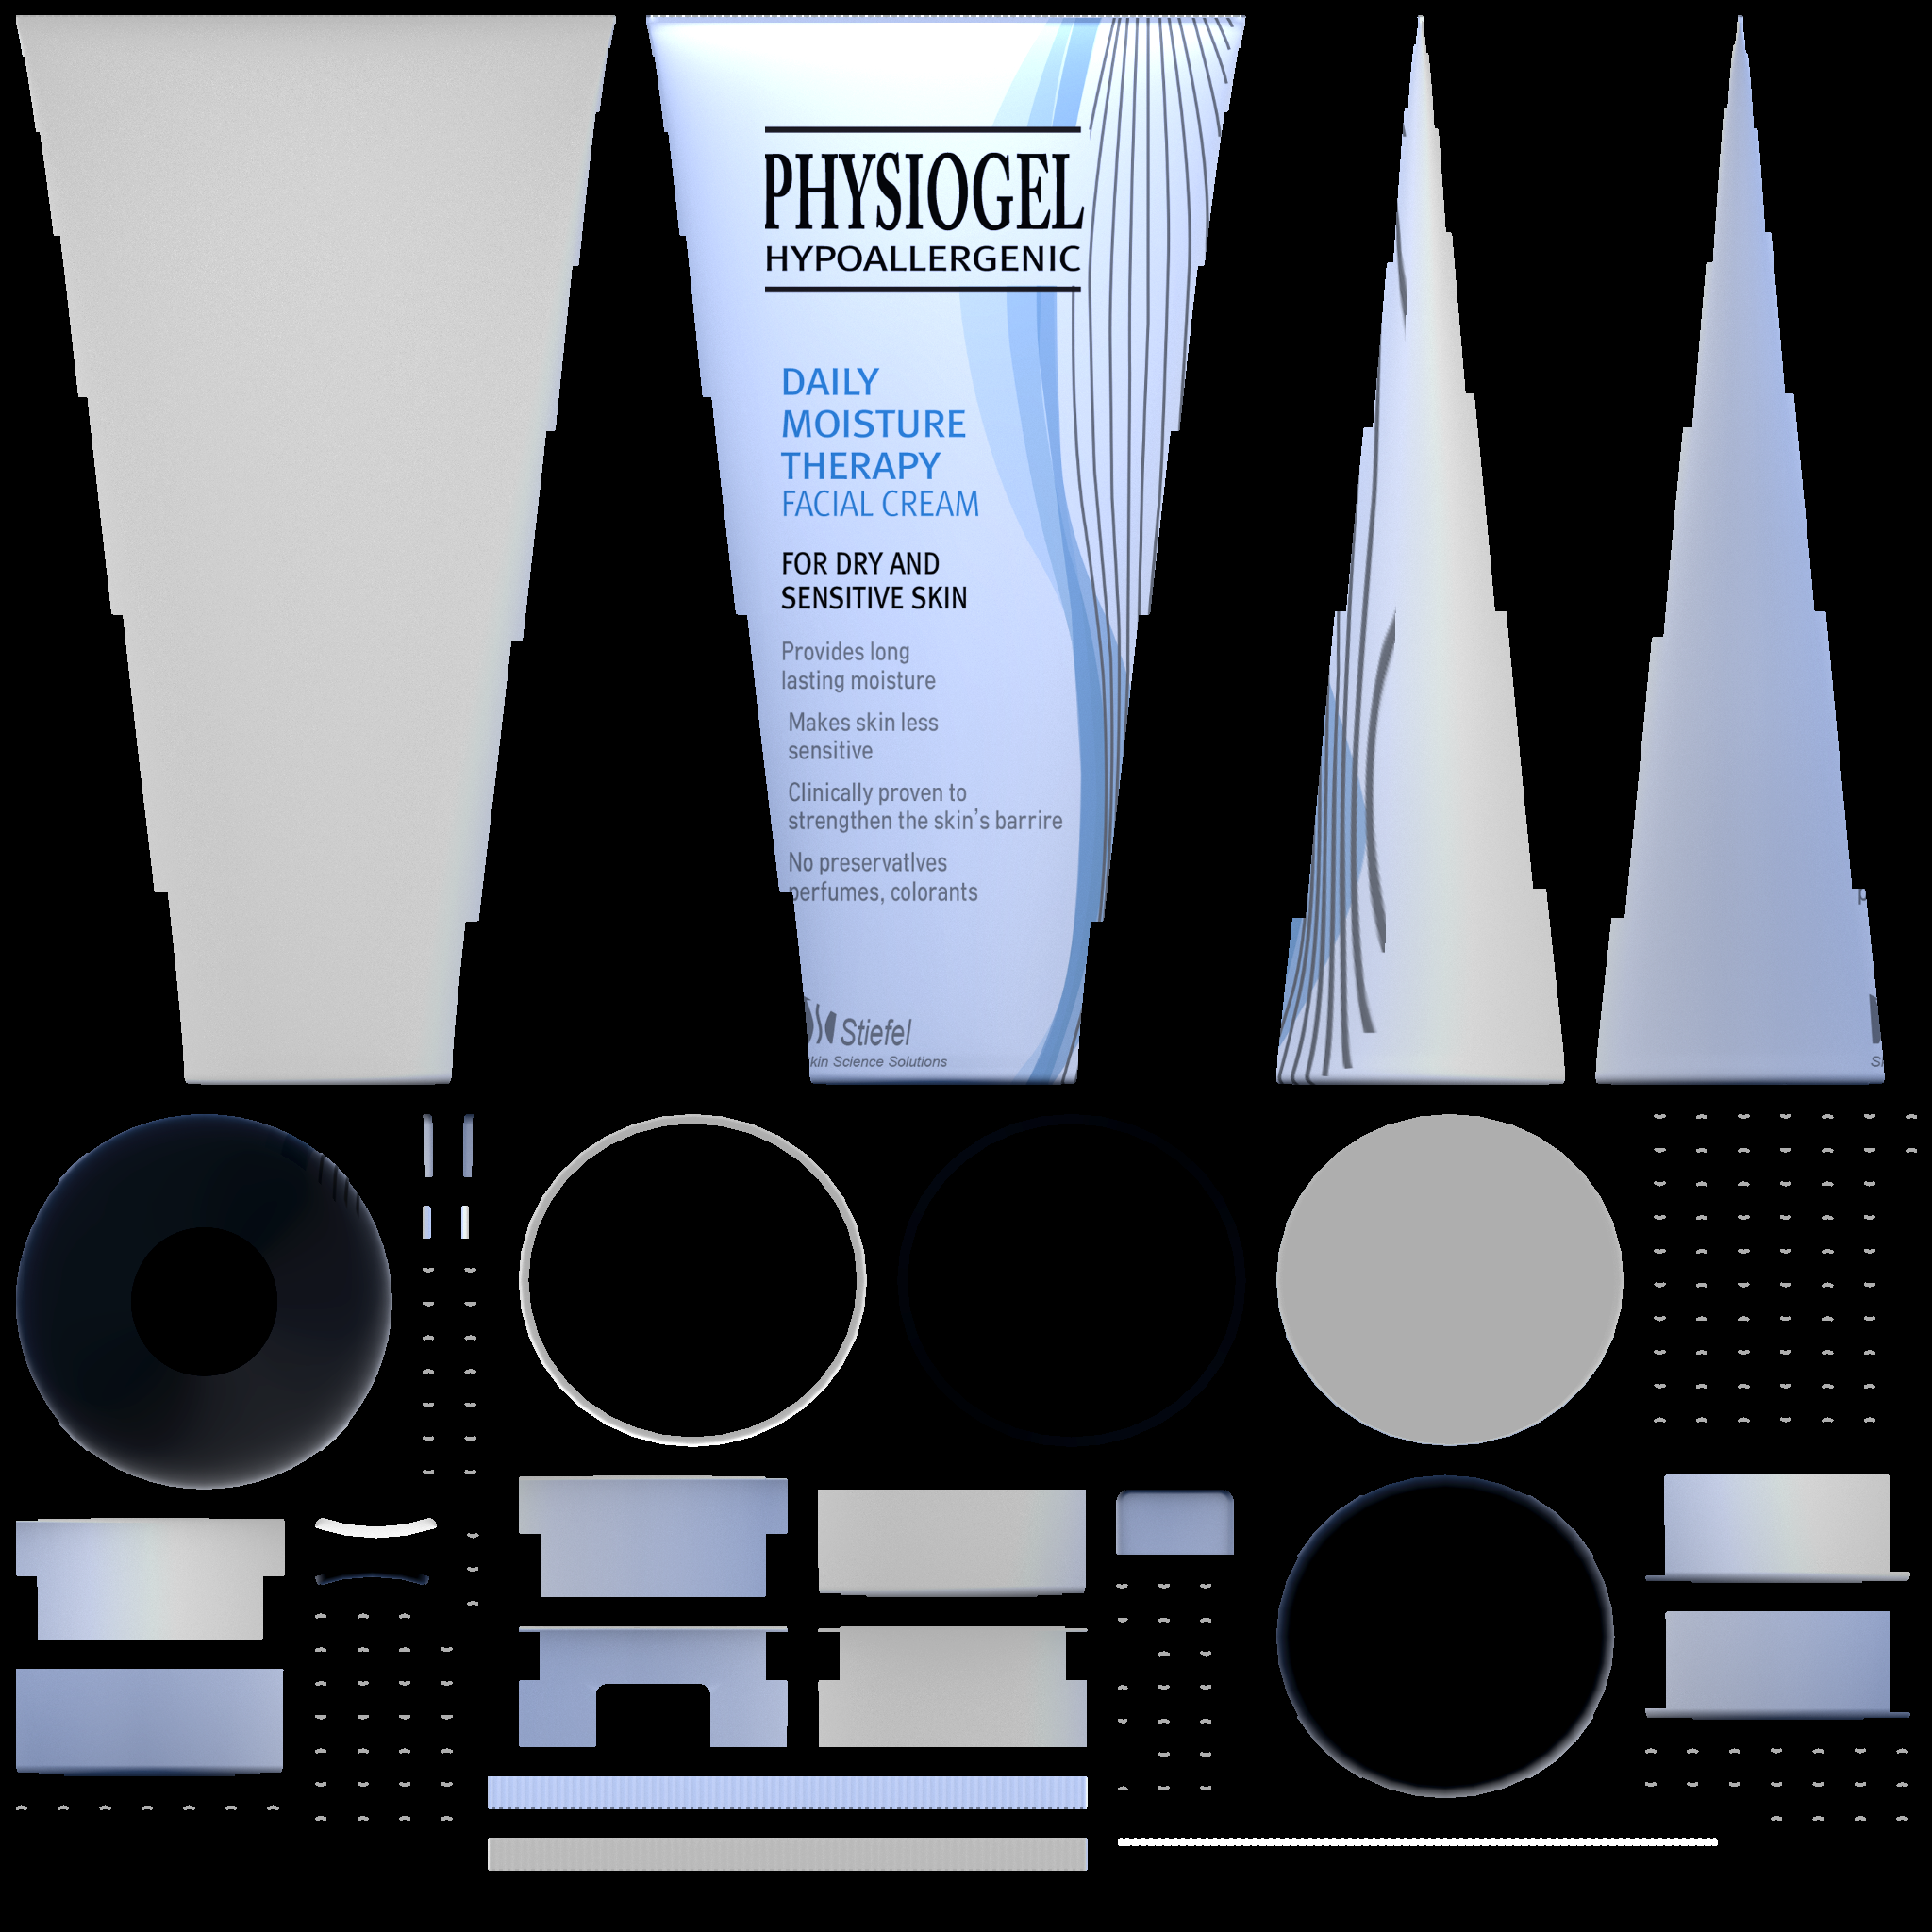 PHYSIOGEL
HYPOALLERGENIC
DAILY
MOISTURE
THERAPY
FACIAL CREAM
FOR DRY AND
SENSITIVE SKIN
Provides long
lasting moisture
Makes skin less
sensitive
Clinically proven to
strengthen the skin's barrire
No preservatIves
perfumes, colorants
Stiefel
kin Science Solutions